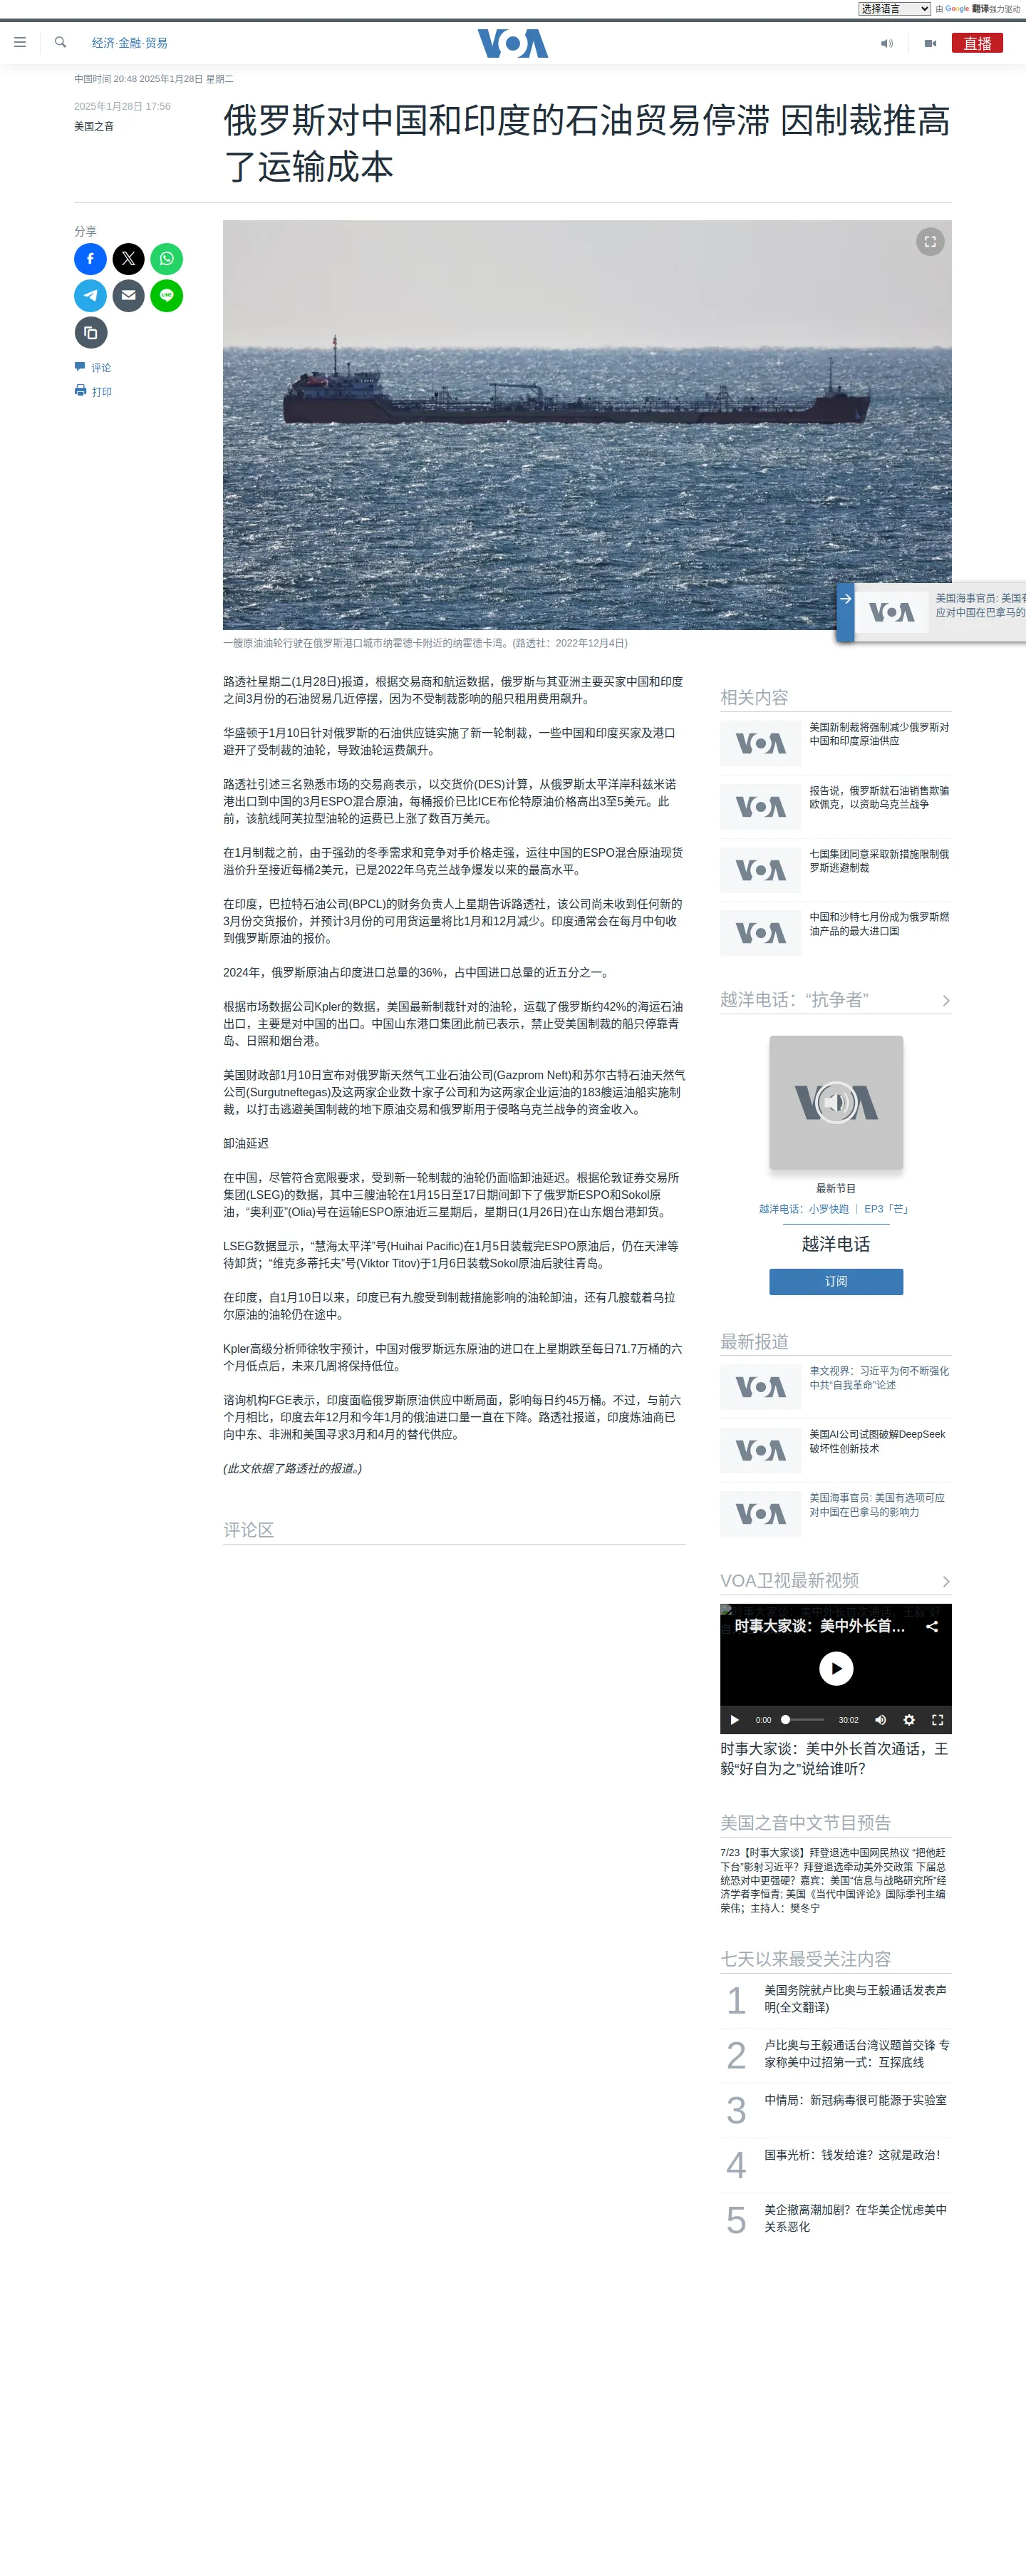 选择语言
由 Google 翻译强力驱动
经济·金融·贸易
VOA
直播
中国时间 20:48 2025年1月28日 星期二
2025年1月28日 17:56
美国之音
俄罗斯对中国和印度的石油贸易停滞 因制裁推高
了运输成本
分享
LINE
评论
打印
美国海事官员: 美国有
应对中国在巴拿马的
VOA
一艘原油油轮行驶在俄罗斯港口城市纳霍德卡附近的纳霍德卡湾。(路透社：2022年12月4日)
路透社星期二(1月28日)报道，根据交易商和航运数据，俄罗斯与其亚洲主要买家中国和印度
之间3月份的石油贸易几近停摆，因为不受制裁影响的船只租用费用飙升。
华盛顿于1月10日针对俄罗斯的石油供应链实施了新一轮制裁，一些中国和印度买家及港口
避开了受制裁的油轮，导致油轮运费飙升。
路透社引述三名熟悉市场的交易商表示，以交货价(DES)计算，从俄罗斯太平洋岸科兹米诺
港出口到中国的3月ESPO混合原油，每桶报价已比ICE布伦特原油价格高出3至5美元。此
前，该航线阿芙拉型油轮的运费已上涨了数百万美元。
在1月制裁之前，由于强劲的冬季需求和竞争对手价格走强，运往中国的ESPO混合原油现货
溢价升至接近每桶2美元，已是2022年乌克兰战争爆发以来的最高水平。
在印度，巴拉特石油公司(BPCL)的财务负责人上星期告诉路透社，该公司尚未收到任何新的
3月份交货报价，并预计3月份的可用货运量将比1月和12月减少。印度通常会在每月中旬收
到俄罗斯原油的报价。
2024年，俄罗斯原油占印度进口总量的36%，占中国进口总量的近五分之一。
根据市场数据公司Kpler的数据，美国最新制裁针对的油轮，运载了俄罗斯约42%的海运石油
出口，主要是对中国的出口。中国山东港口集团此前已表示，禁止受美国制裁的船只停靠青
岛、日照和烟台港。
美国财政部1月10日宣布对俄罗斯天然气工业石油公司(Gazprom Neft)和苏尔古特石油天然气
公司(Surgutneftegas)及这两家企业数十家子公司和为这两家企业运油的183艘运油船实施制
裁，以打击逃避美国制裁的地下原油交易和俄罗斯用于侵略乌克兰战争的资金收入。
卸油延迟
在中国，尽管符合宽限要求，受到新一轮制裁的油轮仍面临卸油延迟。根据伦敦证券交易所
集团(LSEG)的数据，其中三艘油轮在1月15日至17日期间卸下了俄罗斯ESPO和Sokol原
油，“奥利亚”(Olia)号在运输ESPO原油近三星期后，星期日(1月26日)在山东烟台港卸货。
LSEG数据显示，“慧海太平洋”号(Huihai Pacific)在1月5日装载完ESPO原油后，仍在天津等
待卸货；“维克多蒂托夫”号(Viktor Titov)于1月6日装载Sokol原油后驶往青岛。
在印度，自1月10日以来，印度已有九艘受到制裁措施影响的油轮卸油，还有几艘载着乌拉
尔原油的油轮仍在途中。
Kpler高级分析师徐牧宇预计，中国对俄罗斯远东原油的进口在上星期跌至每日71.7万桶的六
个月低点后，未来几周将保持低位。
谘询机构FGE表示，印度面临俄罗斯原油供应中断局面，影响每日约45万桶。不过，与前六
个月相比，印度去年12月和今年1月的俄油进口量一直在下降。路透社报道，印度炼油商已
向中东、非洲和美国寻求3月和4月的替代供应。
(此文依据了路透社的报道。)
评论区
相关内容
VOA
美国新制裁将强制减少俄罗斯对
中国和印度原油供应
VOA
报告说，俄罗斯就石油销售欺骗
欧佩克，以资助乌克兰战争
VOA
七国集团同意采取新措施限制俄
罗斯逃避制裁
VOA
中国和沙特七月份成为俄罗斯燃
油产品的最大进口国
越洋电话：“抗争者”
VOA
最新节目
越洋电话：小罗快跑 ｜ EP3「芒」
越洋电话
订阅
最新报道
VOA
聿文视界：习近平为何不断强化
中共“自我革命”论述
VOA
美国AI公司试图破解DeepSeek
破坏性创新技术
VOA
美国海事官员: 美国有选项可应
对中国在巴拿马的影响力
VOA卫视最新视频
时事大家谈：美中外长首...
0:00
30:02
时事大家谈：美中外长首次通话，王
毅“好自为之”说给谁听？
美国之音中文节目预告
7/23【时事大家谈】拜登退选中国网民热议 “把他赶
下台”影射习近平？拜登退选牵动美外交政策 下届总
统恐对中更强硬？嘉宾：美国“信息与战略研究所”经
济学者李恒青; 美国《当代中国评论》国际季刊主编
荣伟；主持人：樊冬宁
七天以来最受关注内容
1
美国务院就卢比奥与王毅通话发表声
明(全文翻译)
2
卢比奥与王毅通话台湾议题首交锋 专
家称美中过招第一式：互探底线
3
中情局：新冠病毒很可能源于实验室
4
国事光析：钱发给谁？这就是政治！
5
美企撤离潮加剧？在华美企忧虑美中
关系恶化